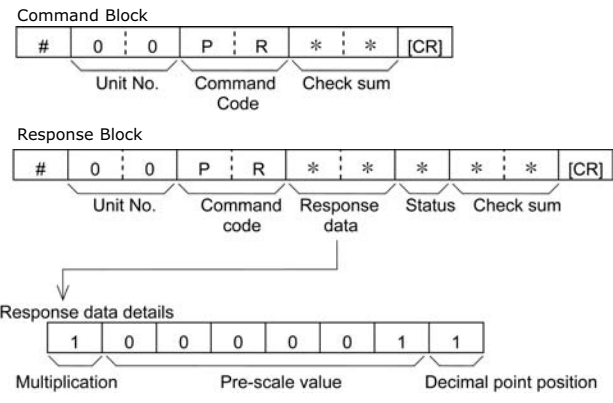 Command Block
# 0 0 P R * * [CR]
Unit No. Command Code Check sum
Response Block
# 0 0 P R * * * * * [CR]
Unit No. Command code Response data Status Check sum
Response data details
1 0 0 0 0 0 1 1
Multiplication Pre-scale value Decimal point position